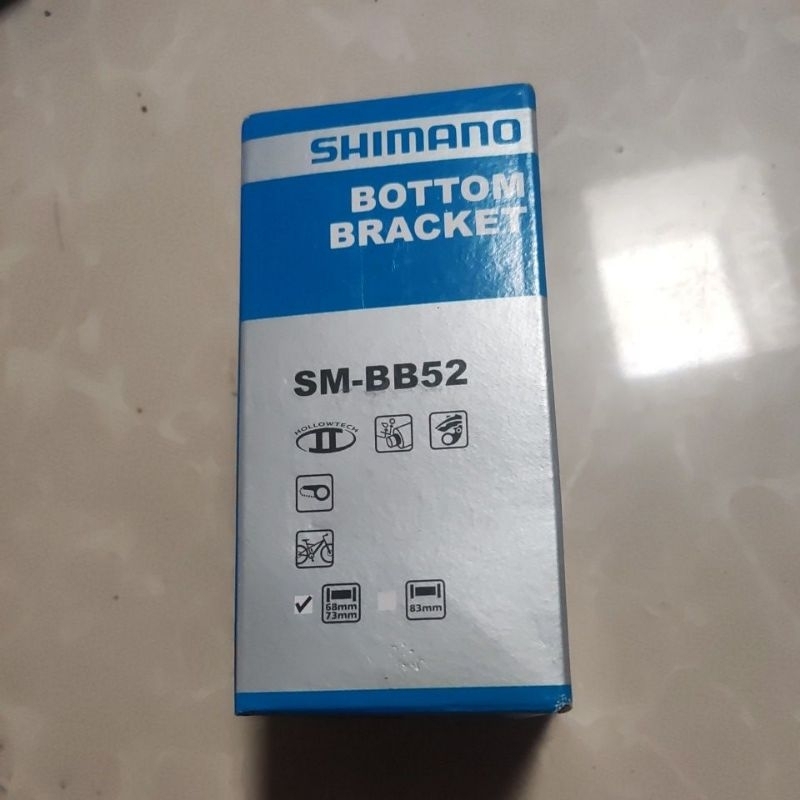 SHIMANO
BOTTOM
BRACKET
SM-BB52
HOLLOWTECH
II
68mm
73mm
83mm